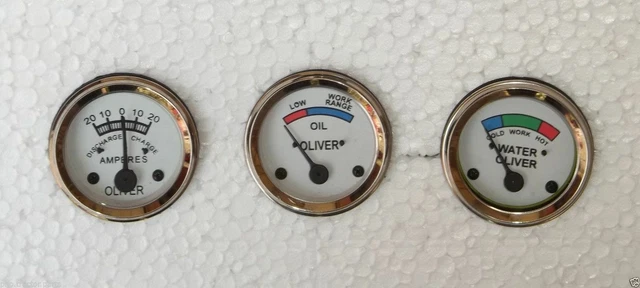 20 10 0 10 20
DISCHARGE CHARGE
AMPERES
OLIVER
LOW WORK
RANGE
OIL
OLIVER
COLD WORK HOT
WATER
OLIVER